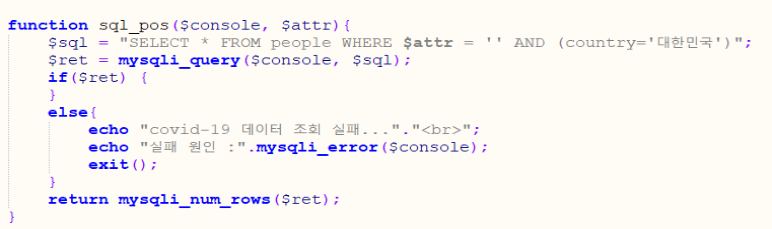 function sql_pos($console, $attr){
    $sql = "SELECT * FROM people WHERE $attr = '' AND (country='대한민국')";
    $ret = mysqli_query($console, $sql);
    if($ret) {
    }
    else{
        echo "covid-19 데이터 조회 실패..."."<br>";
        echo "실패 원인 :".mysqli_error($console);
        exit();
    }
    return mysqli_num_rows($ret);
}